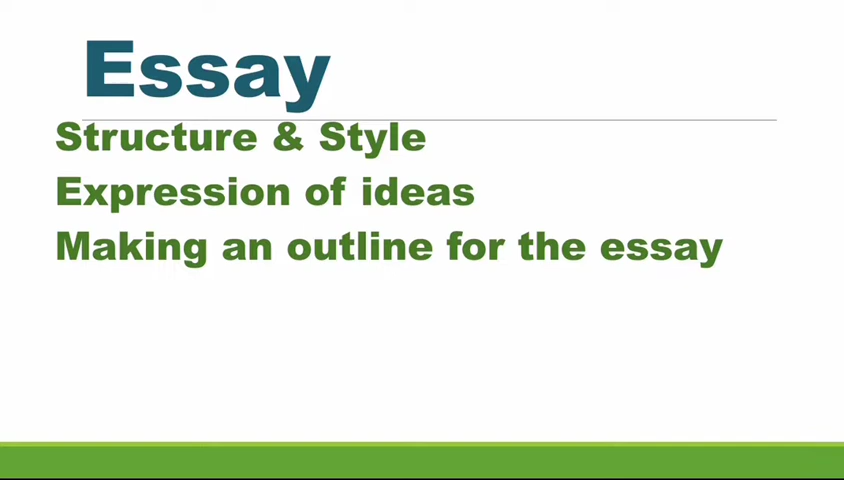 Essay
Structure & Style
Expression of ideas
Making an outline for the essay